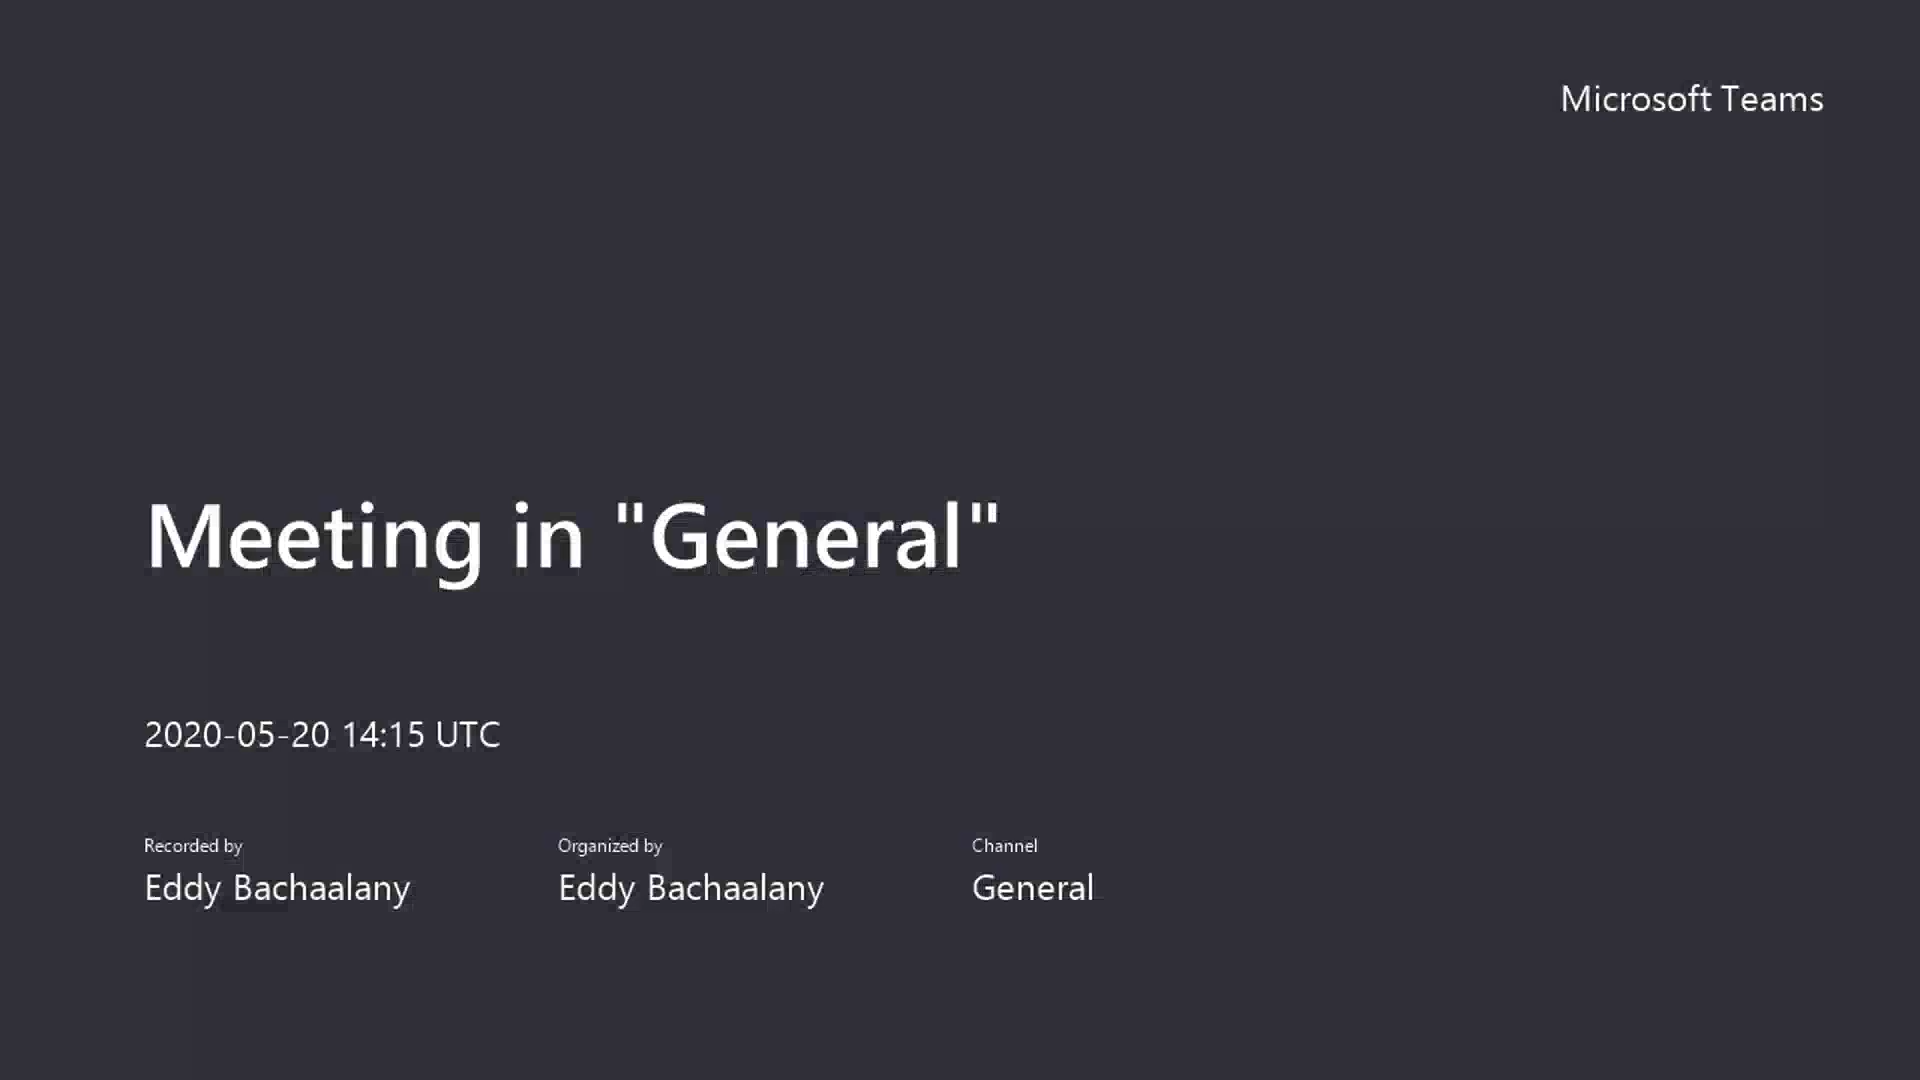 Microsoft Teams
Meeting in "General"
2020-05-20 14:15 UTC
Recorded by
Eddy Bachaalany
Organized by
Eddy Bachaalany
Channel
General